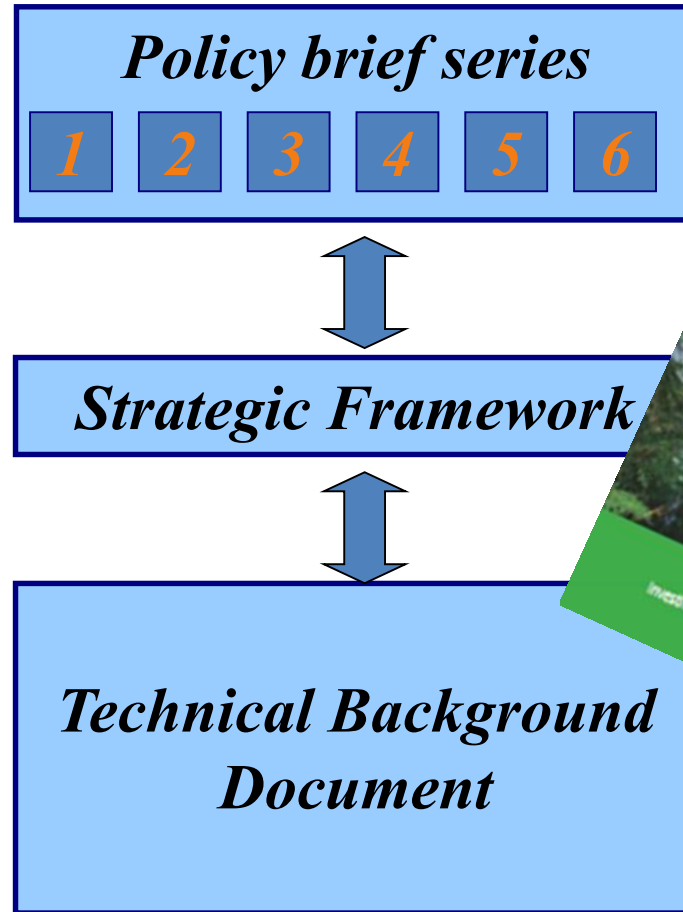 Policy brief series
1 2 3 4 5 6
Strategic Framework
Technical Background
Document